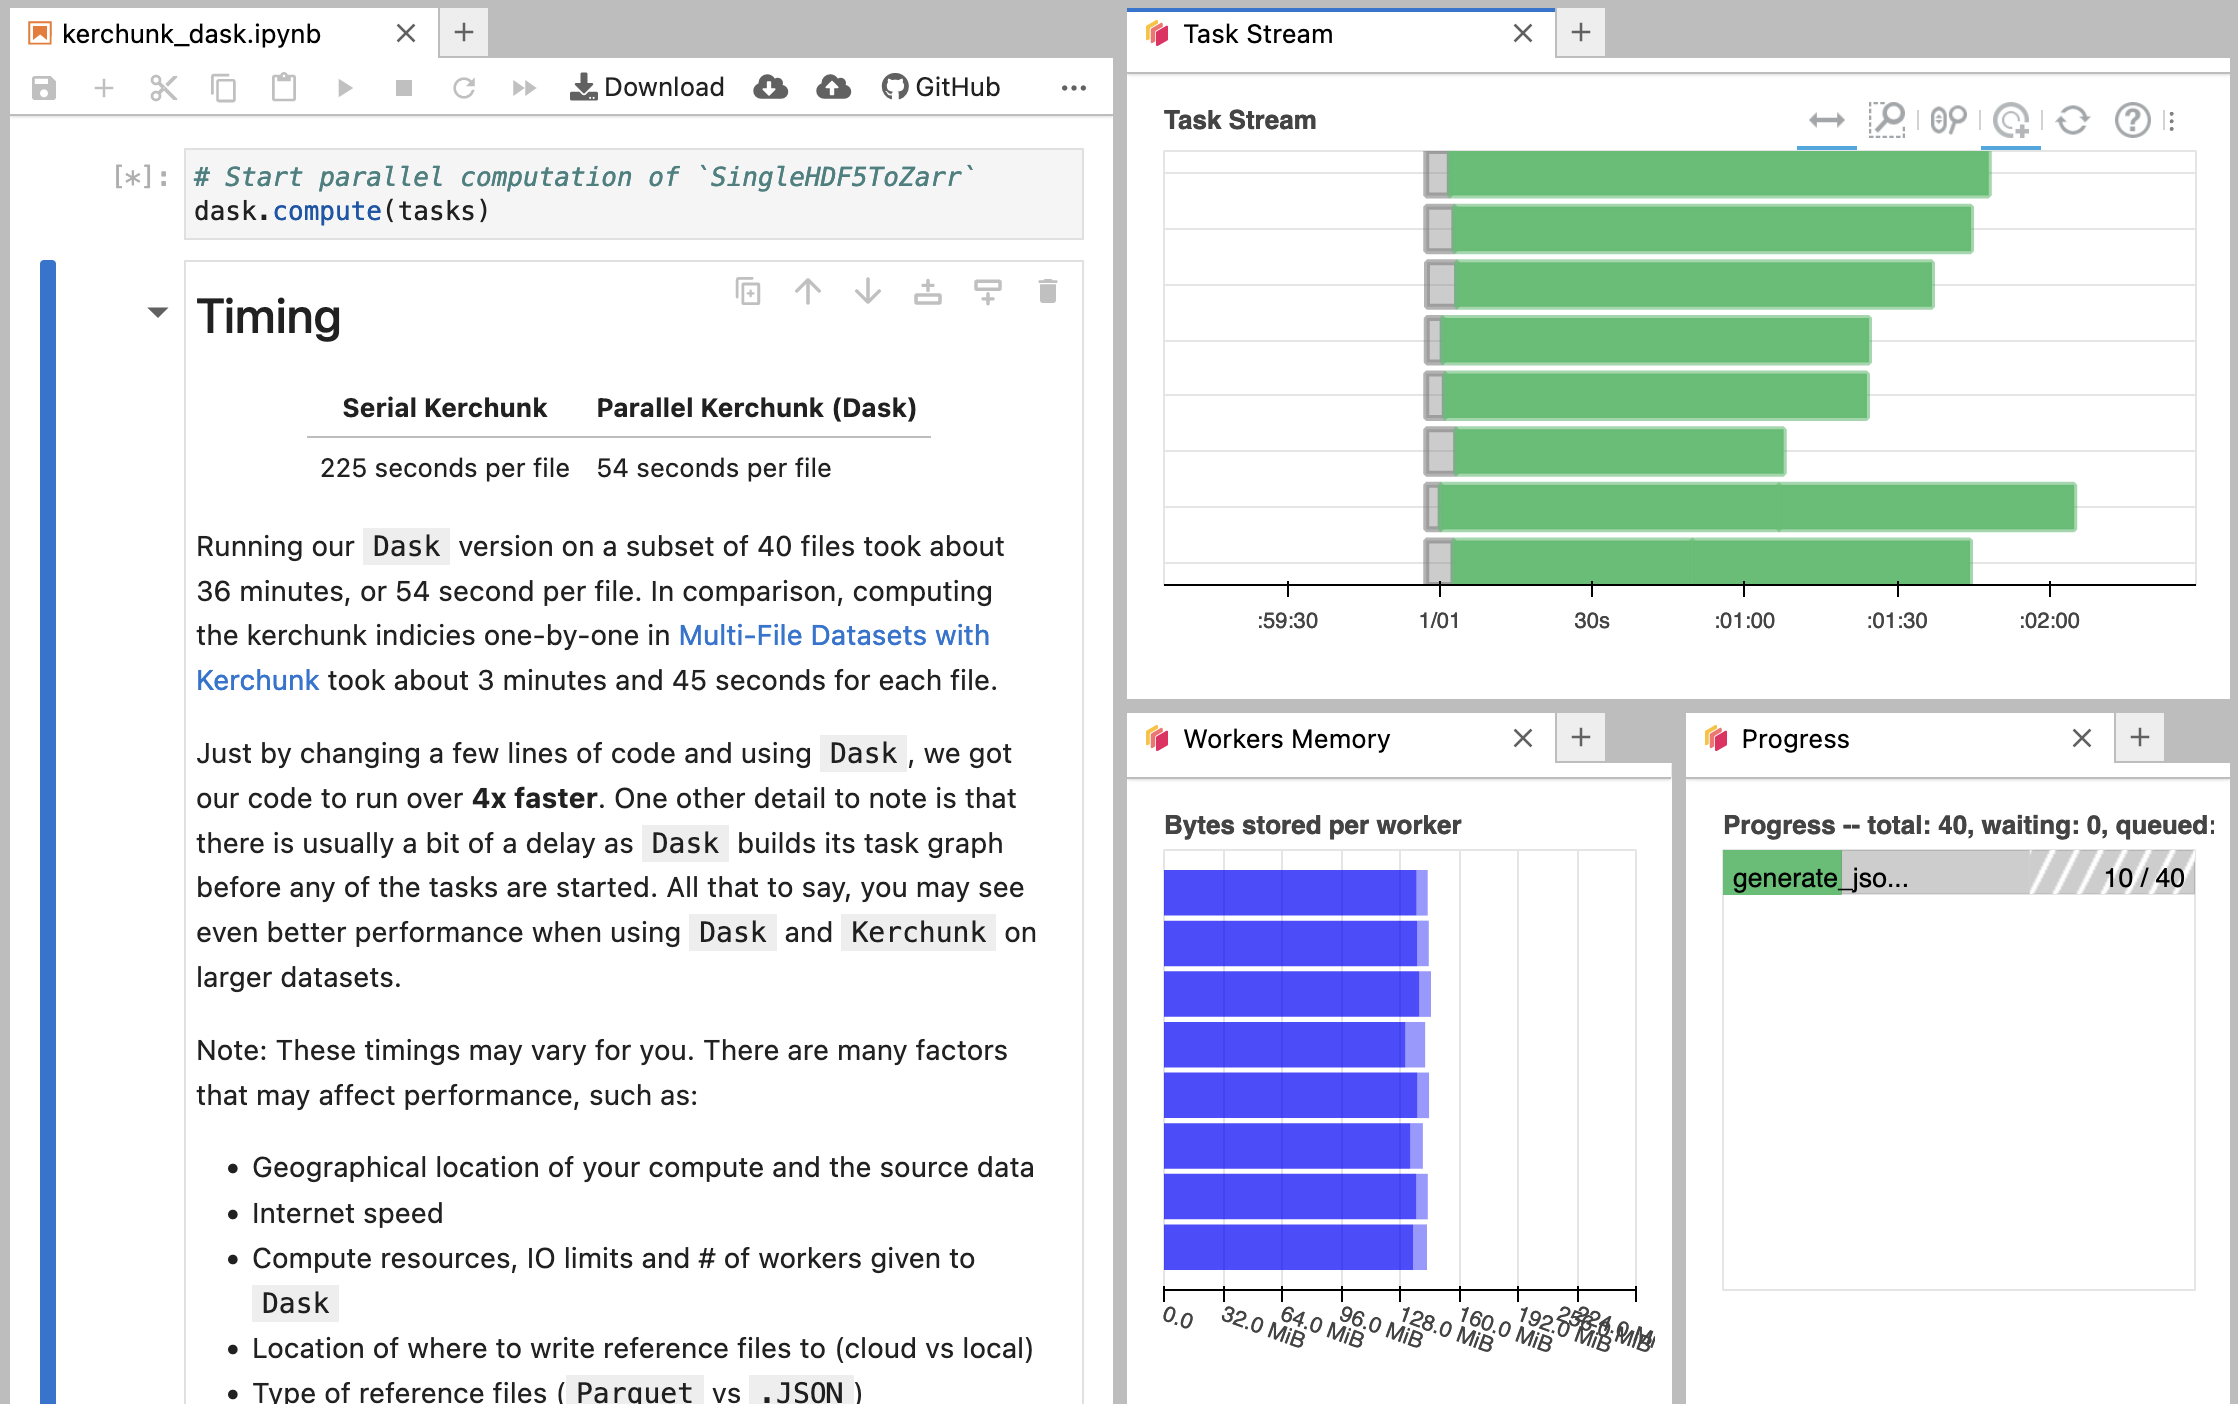 kerchunk_dask.ipynb
Download
GitHub
[*]:
# Start parallel computation of `SingleHDF5ToZarr`
dask.compute(tasks)
Timing
Serial Kerchunk Parallel Kerchunk (Dask)
225 seconds per file 54 seconds per file
Running our Dask version on a subset of 40 files took about
36 minutes, or 54 second per file. In comparison, computing
the kerchunk indicies one-by-one in Multi-File Datasets with
Kerchunk took about 3 minutes and 45 seconds for each file.
Just by changing a few lines of code and using Dask, we got
our code to run over 4x faster. One other detail to note is that
there is usually a bit of a delay as Dask builds its task graph
before any of the tasks are started. All that to say, you may see
even better performance when using Dask and Kerchunk on
larger datasets.
Note: These timings may vary for you. There are many factors
that may affect performance, such as:
• Geographical location of your compute and the source data
• Internet speed
• Compute resources, IO limits and # of workers given to
Dask
• Location of where to write reference files to (cloud vs local)
• Type of reference files (Parquet vs .JSON)
Task Stream
Task Stream
:59:30
1/01
30s
:01:00
:01:30
:02:00
Workers Memory
Bytes stored per worker
0.0
32.0 MiB
64.0 MiB
96.0 MiB
128.0 MiB
160.0 MiB
192.0 MiB
Progress
Progress -- total: 40, waiting: 0, queued:
generate_jso... 10 / 40